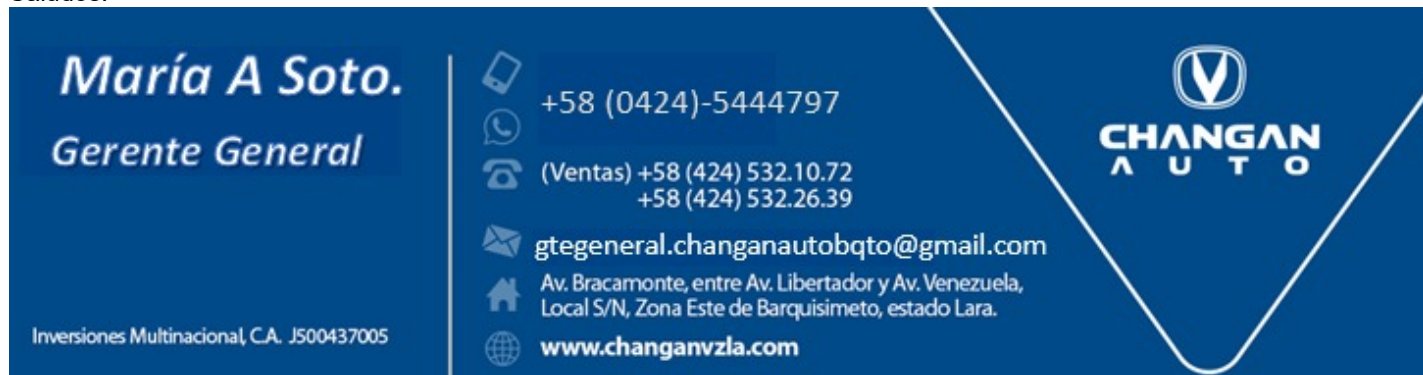 María A Soto.
Gerente General
Inversiones Multinacional, C.A. J500437005
+58 (0424)-5444797
(Ventas) +58 (424) 532.10.72
+58 (424) 532.26.39
gtegeneral.changanautobqto@gmail.com
Av. Bracamonte, entre Av. Libertador y Av. Venezuela,
Local S/N, Zona Este de Barquisimeto, estado Lara.
www.changanvzla.com
CHANGAN
AUTO